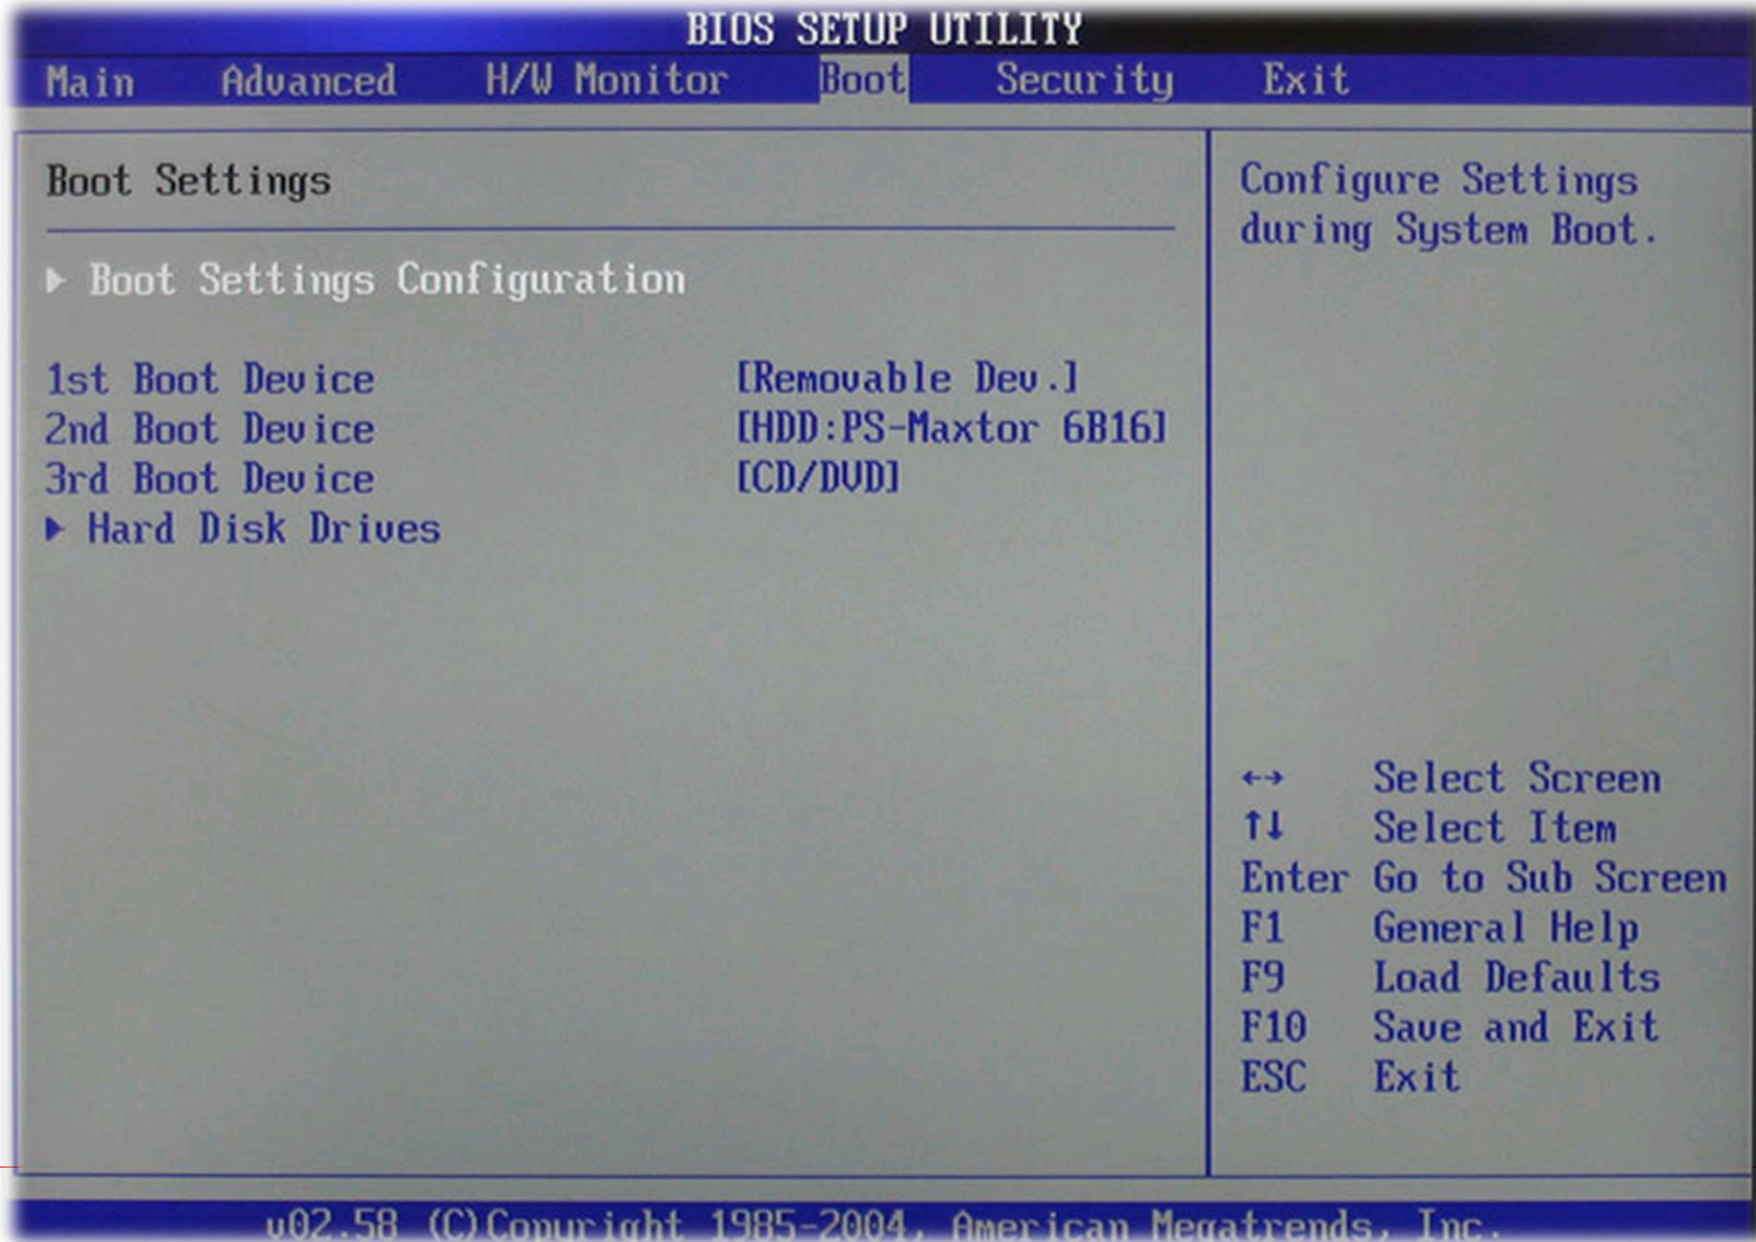 BIOS SETUP UTILITY
Main Advanced H/W Monitor Boot Security Exit
Boot Settings
Boot Settings Configuration
1st Boot Device [Removable Dev.]
2nd Boot Device [HDD:PS-Maxtor 6B16]
3rd Boot Device [CD/DVD]
Hard Disk Drives
Configure Settings
during System Boot.
←→ Select Screen
↑↓ Select Item
Enter Go to Sub Screen
F1 General Help
F9 Load Defaults
F10 Save and Exit
ESC Exit
v02.58 (C)Copyright 1985-2004, American Megatrends, Inc.